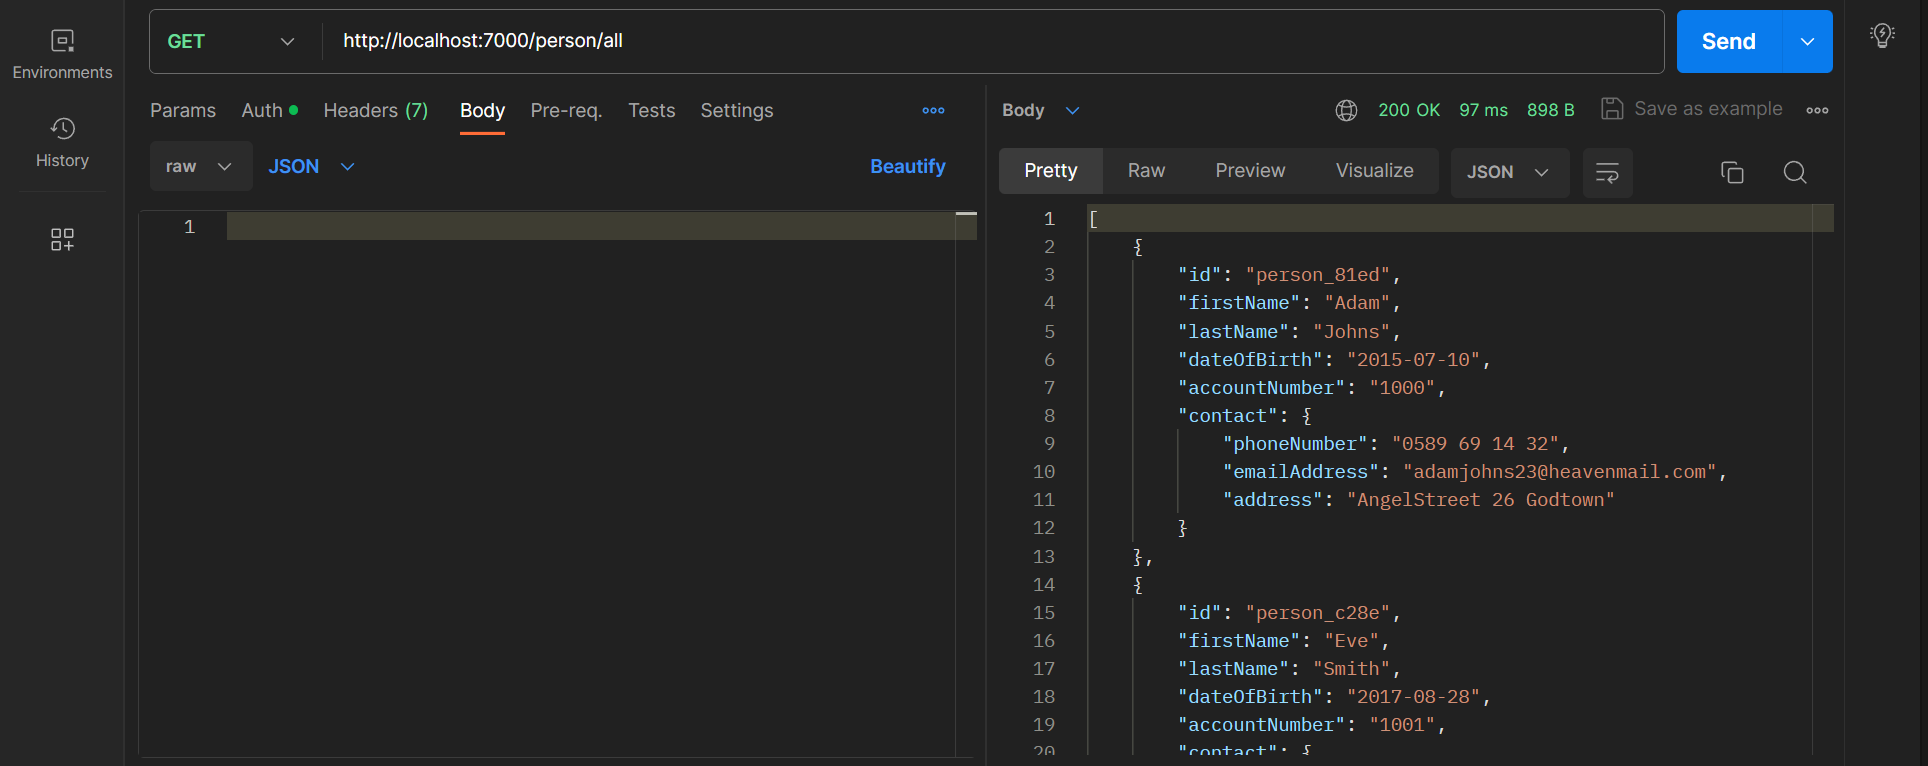 GET
http://localhost:7000/person/all
Send
Environments
History
Params Auth Headers (7) Body Pre-req. Tests Settings
raw JSON Beautify
1
Body 200 OK 97 ms 898 B Save as example
Pretty Raw Preview Visualize JSON
1 [
2 {
3 "id": "person_81ed",
4 "firstName": "Adam",
5 "lastName": "Johns",
6 "dateOfBirth": "2015-07-10",
7 "accountNumber": "1000",
8 "contact": {
9 "phoneNumber": "0589 69 14 32",
10 "emailAddress": "adamjohns23@heavenmail.com",
11 "address": "AngelStreet 26 Godtown"
12 }
13 },
14 {
15 "id": "person_c28e",
16 "firstName": "Eve",
17 "lastName": "Smith",
18 "dateOfBirth": "2017-08-28",
19 "accountNumber": "1001",
20 "contact": {